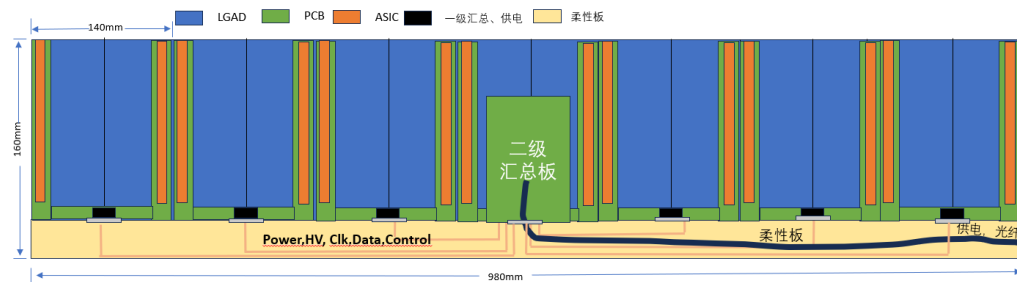 LGAD PCB ASIC 一级汇总、供电 柔性板
140mm
160mm
二级
汇总板
Power,HV, Clk,Data,Control
柔性板
供电, 光纤
980mm